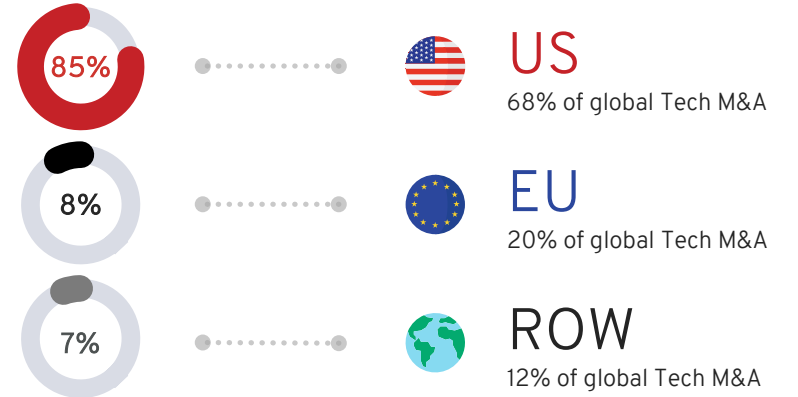 85%
US
68% of global Tech M&A
8%
EU
20% of global Tech M&A
7%
ROW
12% of global Tech M&A